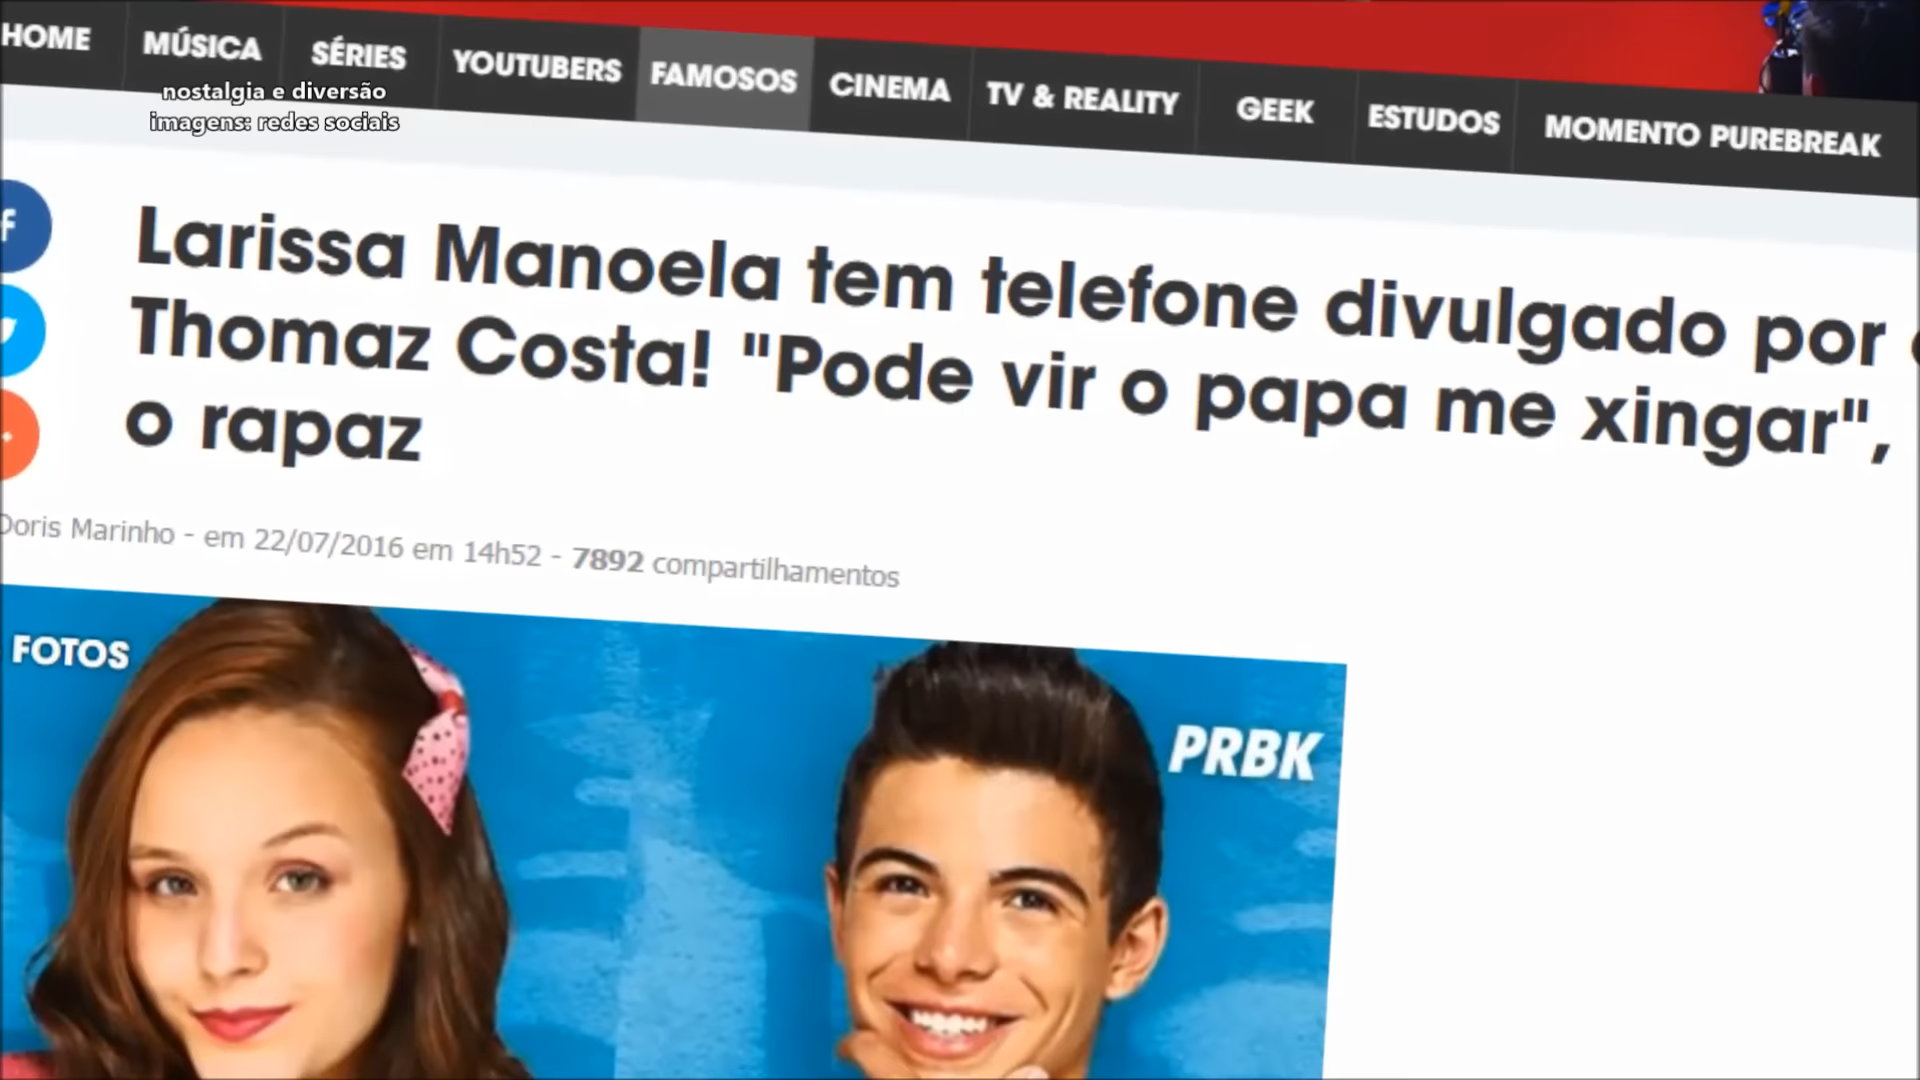 HOME MÚSICA SÉRIES YOUTUBERS FAMOSOS CINEMA TV & REALITY GEEK ESTUDOS MOMENTO PUREBREAK
nostalgia e diversão
imagens: redes sociais
Larissa Manoela tem telefone divulgado por
Thomaz Costa! "Pode vir o papa me xingar",
o rapaz
Doris Marinho - em 22/07/2016 em 14h52 - 7892 compartilhamentos
FOTOS
PRBK